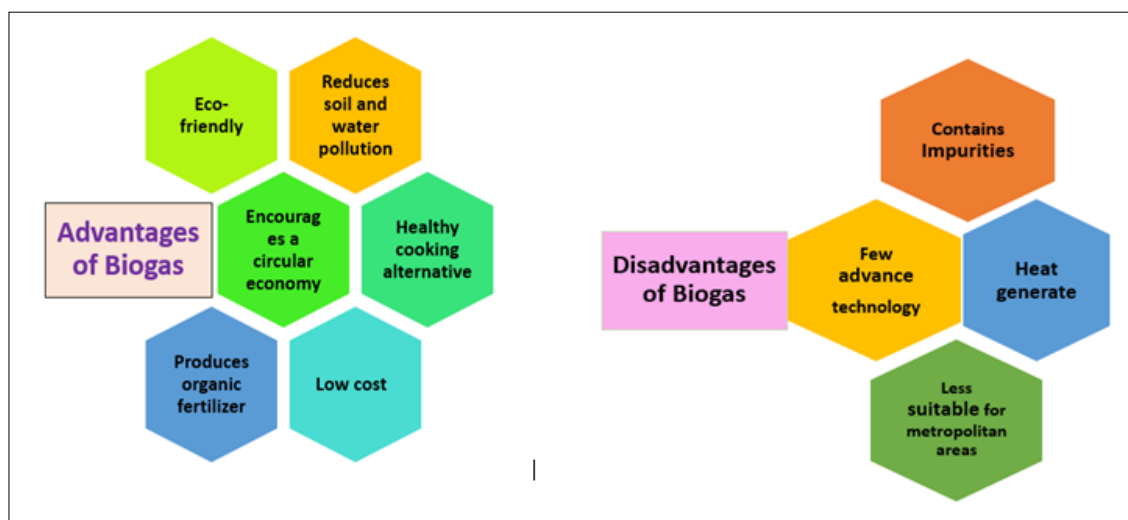 Eco-
friendly
Reduces
soil and
water
pollution
Advantages
of Biogas
Encourag
es a
circular
economy
Healthy
cooking
alternative
Produces
organic
fertilizer
Low cost
Contains
Impurities
Disadvantages
of Biogas
Few
advance
technology
Heat
generate
Less
suitable for
metropolitan
areas